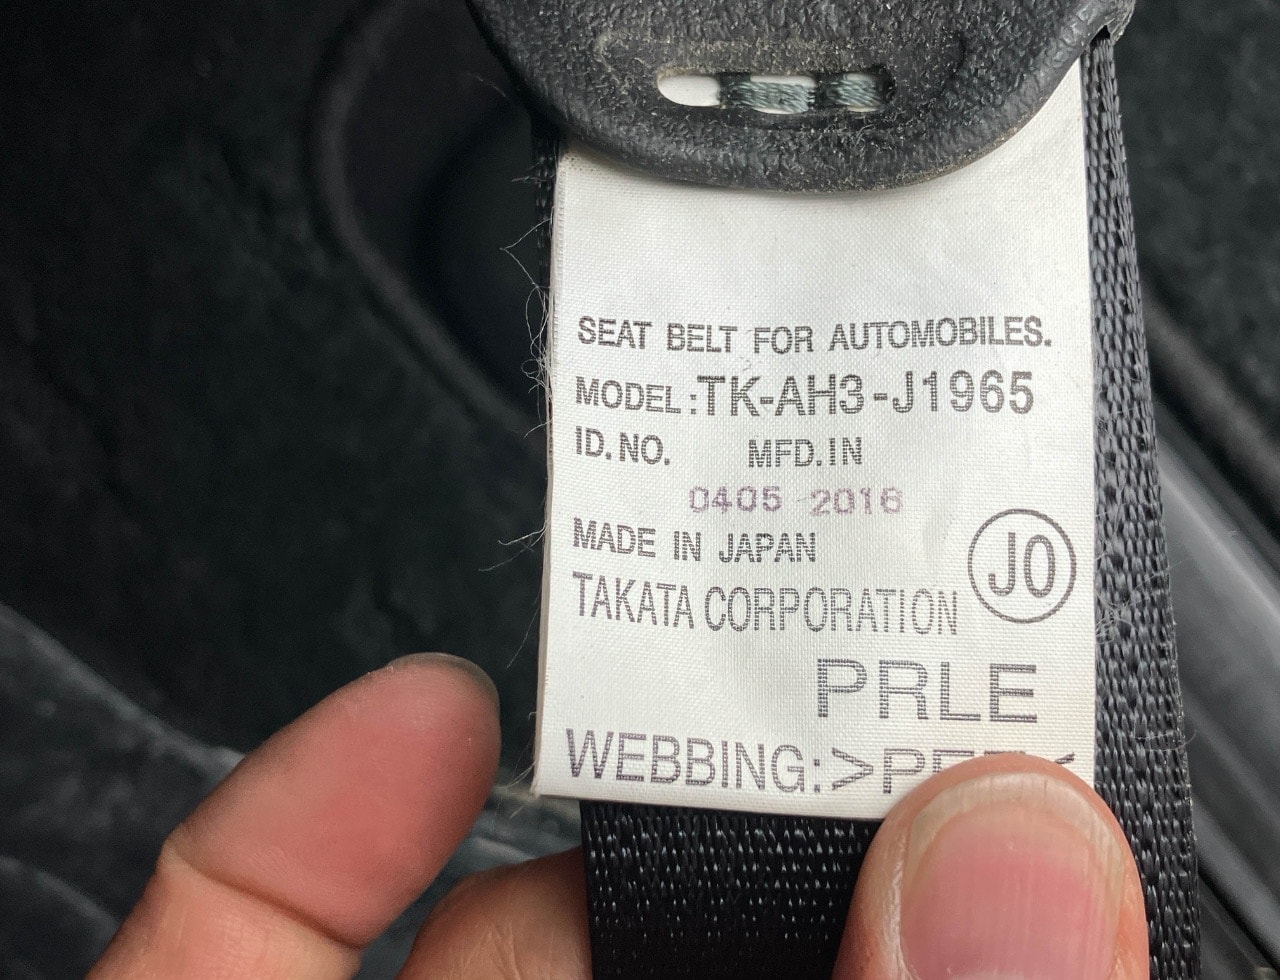 SEAT BELT FOR AUTOMOBILES.
MODEL:TK-AH3-J1965
ID.NO. MFD.IN
0405 2016
MADE IN JAPAN
TAKATA CORPORATION
JO
PRLE
WEBBING: